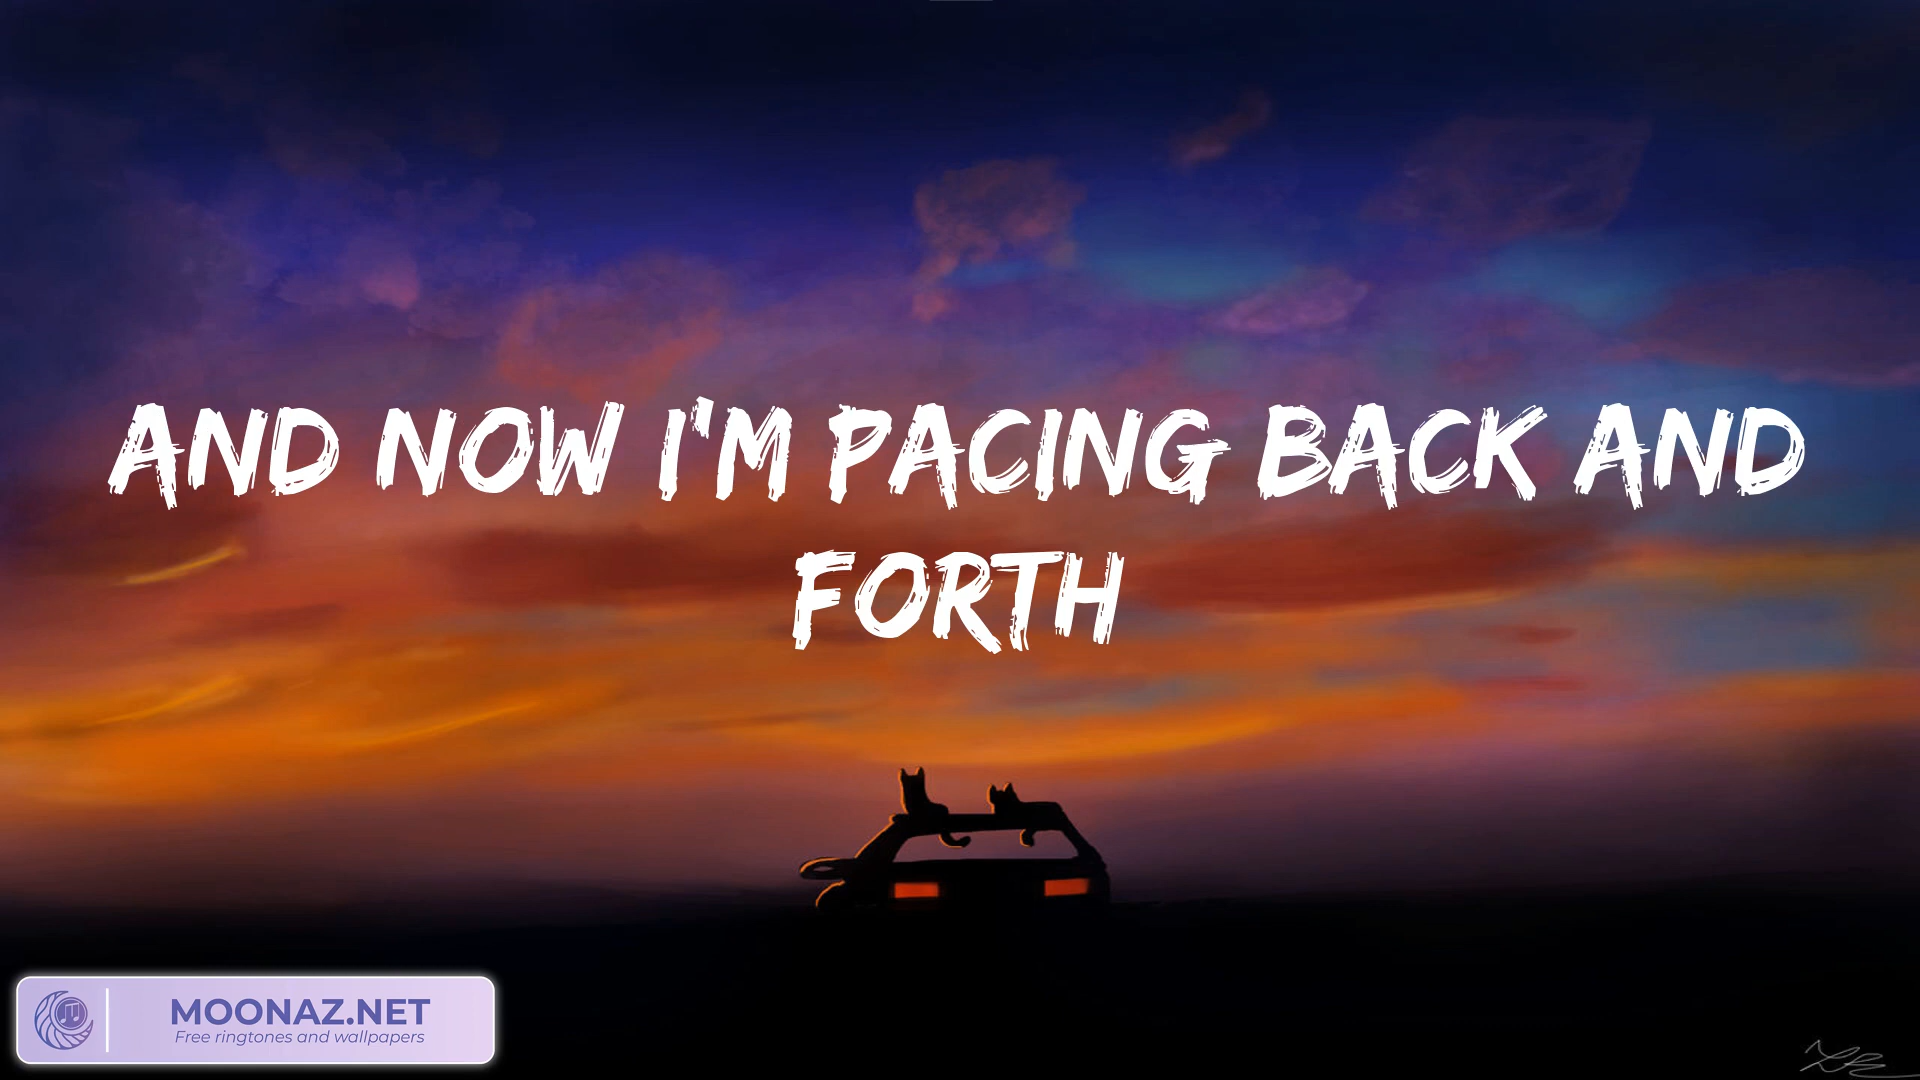 AND NOW I'M PACING BACK AND
FORTH
MOONAZ.NET
Free ringtones and wallpapers